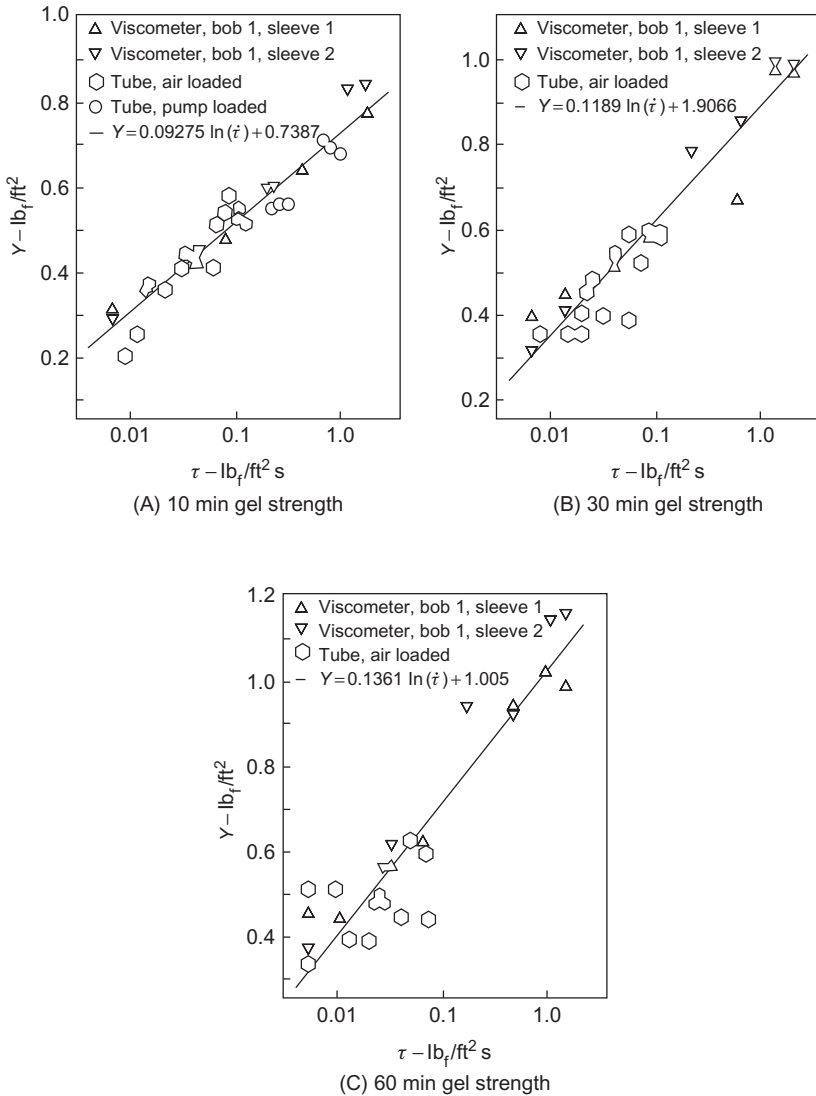 Viscometer, bob 1, sleeve 1
Viscometer, bob 1, sleeve 2
Tube, air loaded
Tube, pump loaded
– Y=0.09275 ln(τ̇)+0.7387
1.0
0.8
0.6
0.4
0.2
Y – lbf/ft²
0.01 0.1 1.0
τ – lbf/ft² s
(A) 10 min gel strength
Viscometer, bob 1, sleeve 1
Viscometer, bob 1, sleeve 2
Tube, air loaded
– Y=0.1189 ln(τ̇)+1.9066
1.0
0.8
0.6
0.4
0.2
Y – lbf/ft²
0.01 0.1 1.0
τ – lbf/ft² s
(B) 30 min gel strength
Viscometer, bob 1, sleeve 1
Viscometer, bob 1, sleeve 2
Tube, air loaded
– Y=0.1361 ln(τ̇)+1.005
1.2
1.0
0.8
0.6
0.4
Y – lbf/ft²
0.01 0.1 1.0
τ – lbf/ft² s
(C) 60 min gel strength